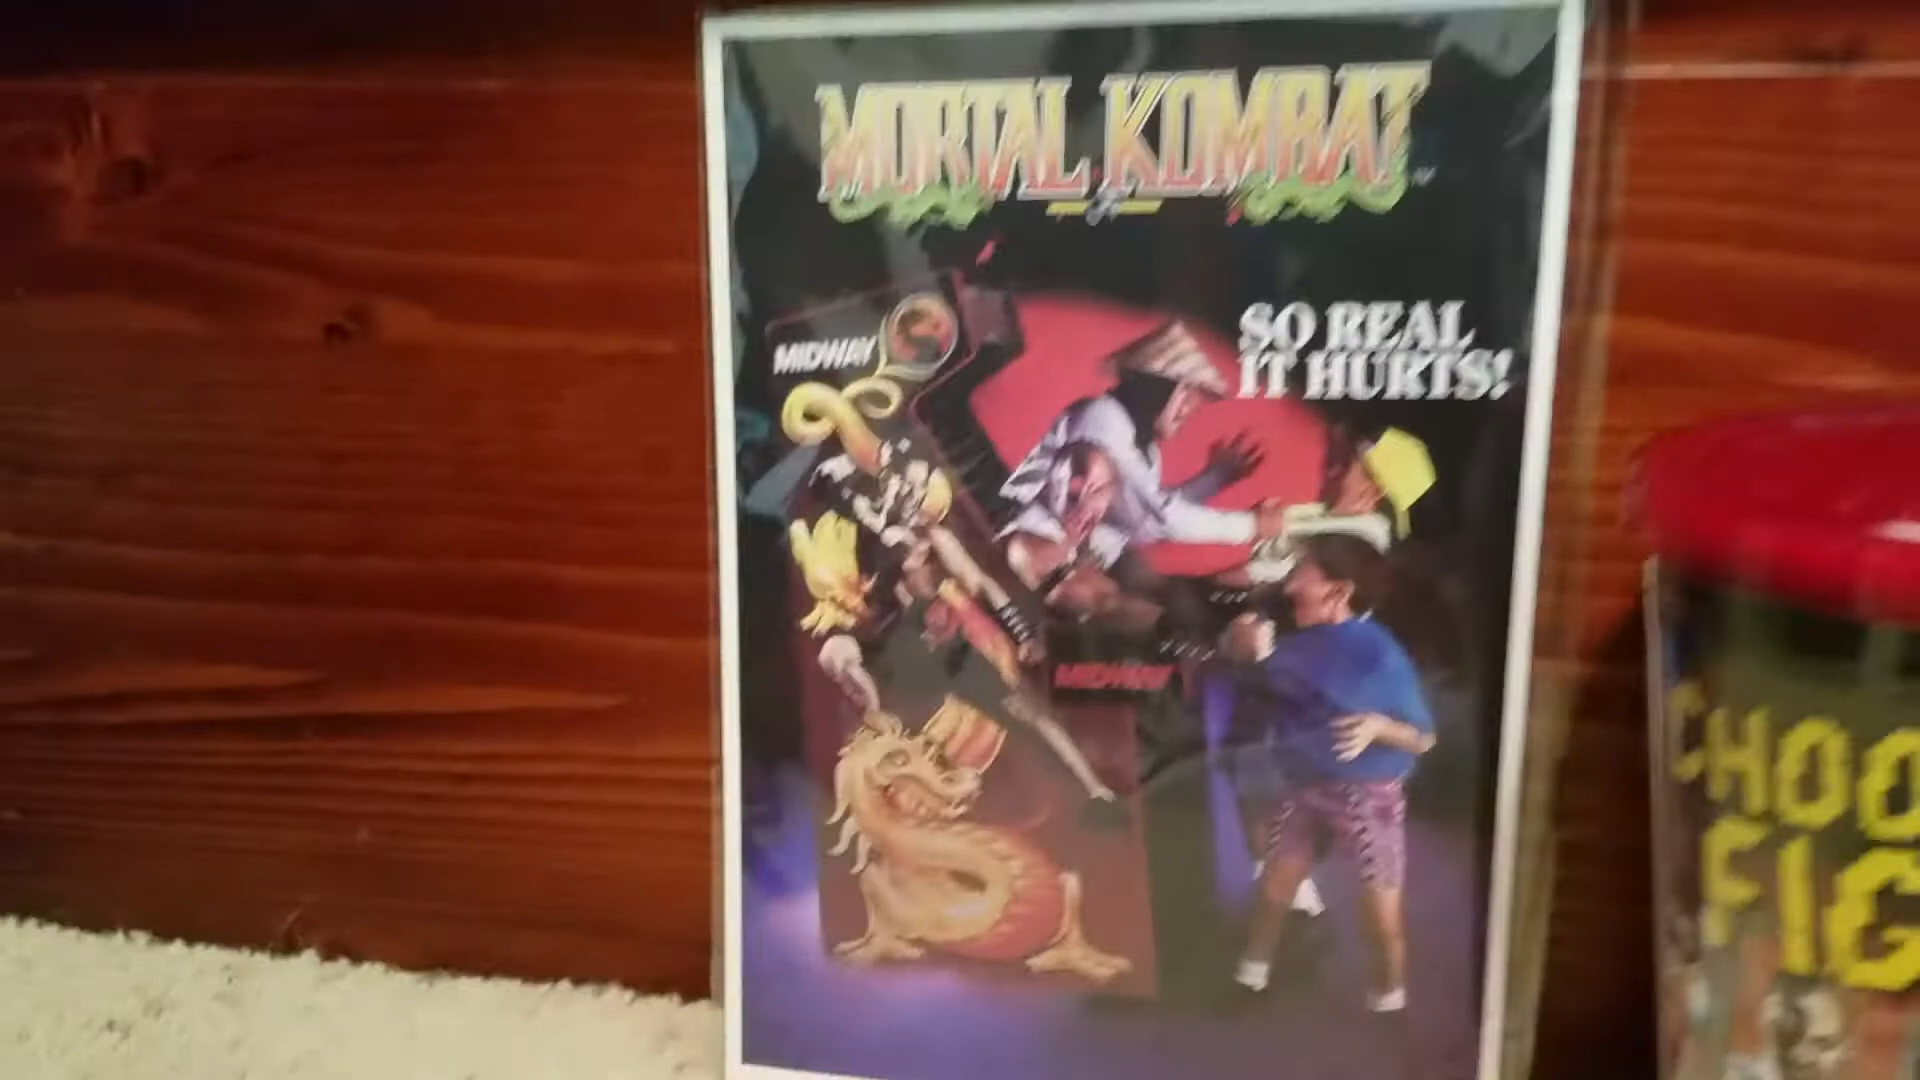 MORTAL KOMBAT
SO REAL
IT HURTS!
MIDWAY
MIDWAY